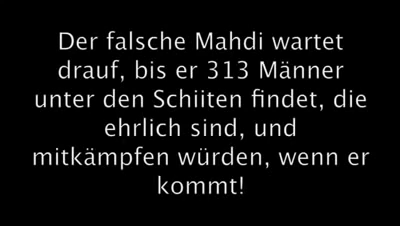 Der falsche Mahdi wartet
drauf, bis er 313 Männer
unter den Schiiten findet, die
ehrlich sind, und
mitkämpfen würden, wenn er
kommt!